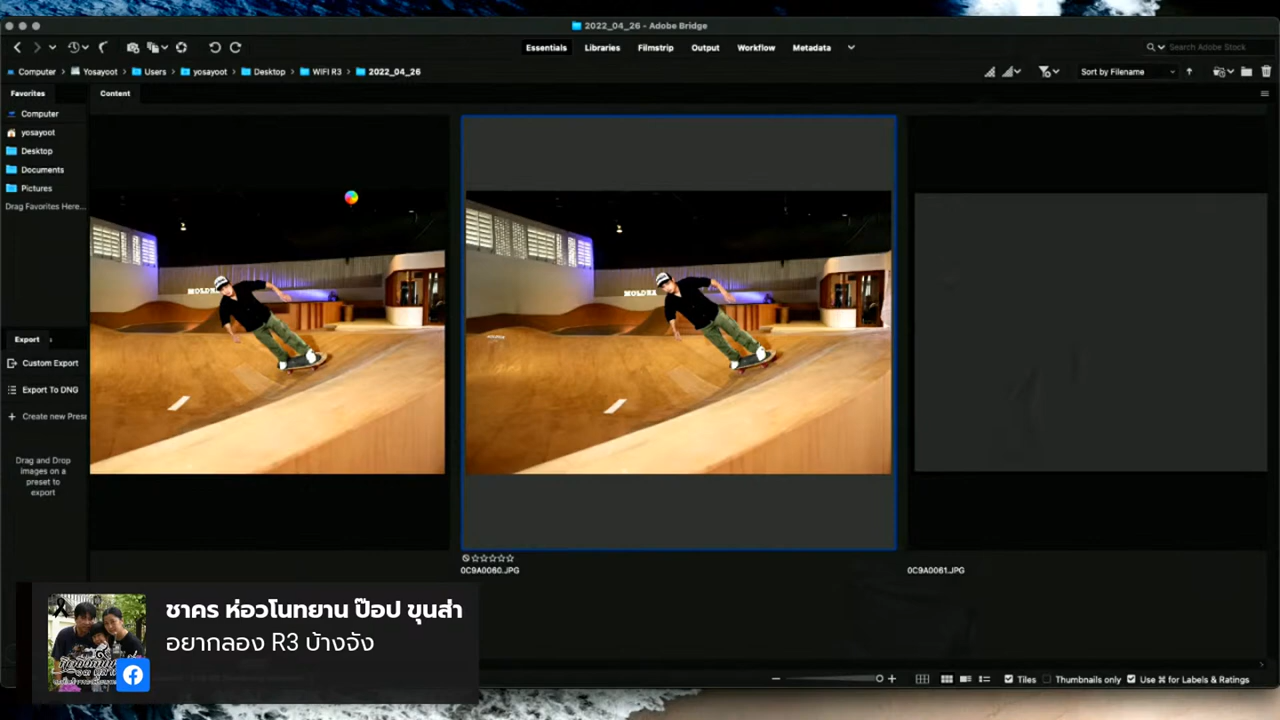 2022_04_26 - Adobe Bridge
Essentials Libraries Filmstrip Output Workflow Metadata
Search Adobe Stock
Computer Yosayoot Users yosayoot Desktop WIFI R3 2022_04_26
Sort by Filename
Favorites
Content
Computer
yosayoot
Desktop
Documents
Pictures
Drag Favorites Here...
MOLDE
MOLDER
Export
Custom Export
Export To DNG
Create new Pres
Drag and Drop
images on a
preset to
export
0C9A0060.JPG
0C9A0061.JPG
ชาคร ห่อวโนทยาน ป๊อป ขุนสำ
อยากลอง R3 บ้างจัง
Tiles Thumbnails only Use ⌘ for Labels & Ratings